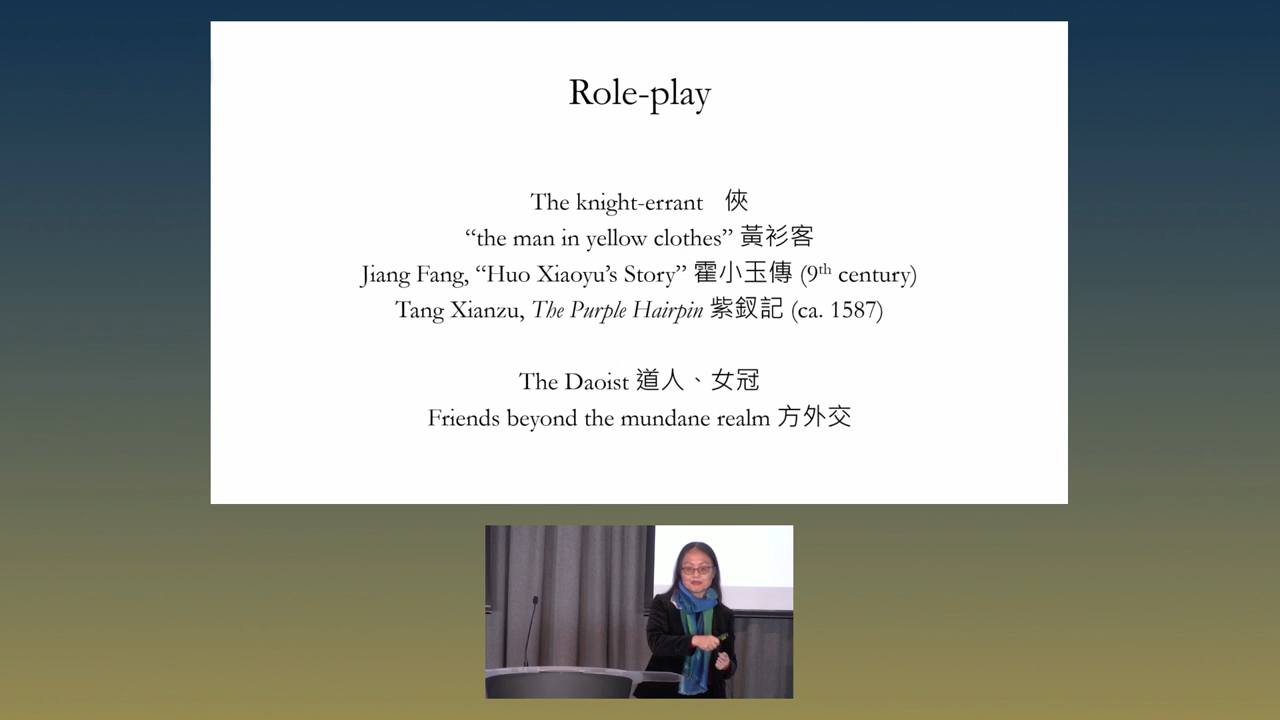 Role-play
The knight-errant 俠
“the man in yellow clothes” 黃衫客
Jiang Fang, “Huo Xiaoyu’s Story” 霍小玉傳 (9th century)
Tang Xianzu, The Purple Hairpin 紫釵記 (ca. 1587)
The Daoist 道人、女冠
Friends beyond the mundane realm 方外交